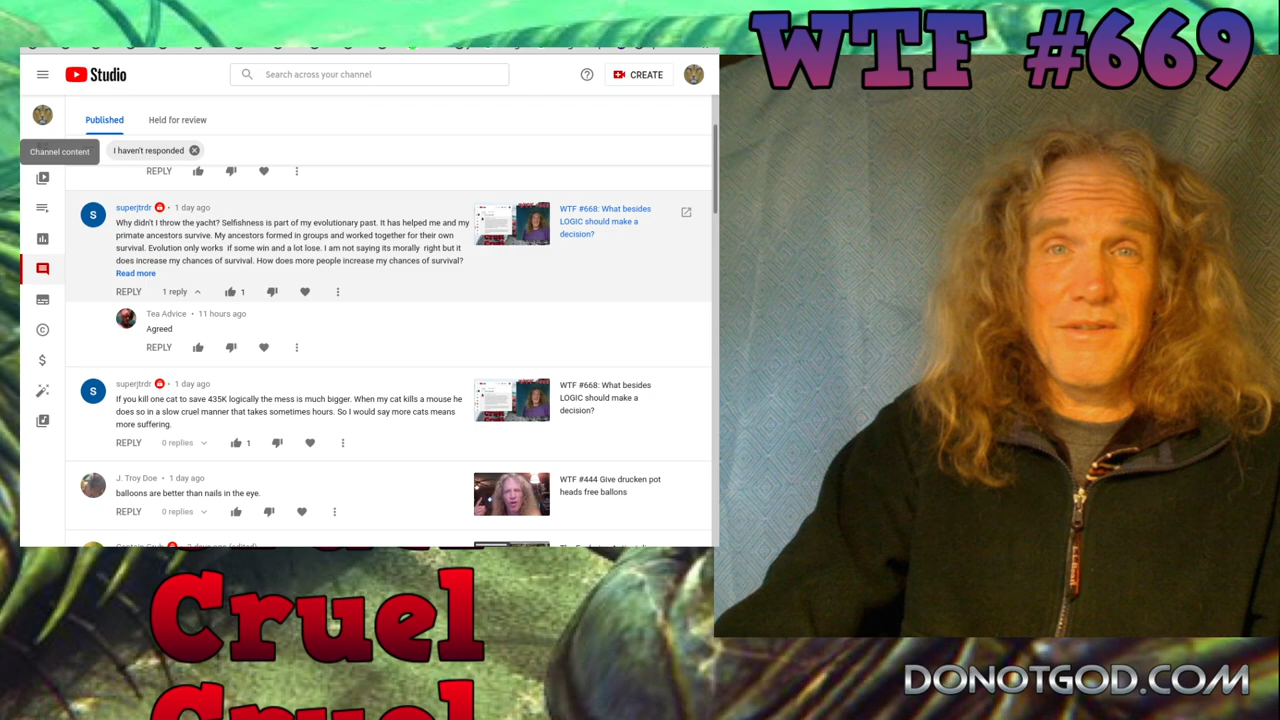 WTF #669
Studio
Search across your channel
CREATE
Published
Held for review
Channel content
I haven't responded
REPLY
superjtrdr • 1 day ago
Why didn't I throw the yacht? Selfishness is part of my evolutionary past. It has helped me and my
primate ancestors survive. My ancestors formed in groups and worked together for their own
survival. Evolution only works if some win and a lot lose. I am not saying its morally right but it
does increase my chances of survival. How does more people increase my chances of survival?
Read more
WTF #668: What besides
LOGIC should make a
decision?
REPLY 1 reply 1
Tea Advice • 11 hours ago
Agreed
REPLY
S
superjtrdr • 1 day ago
If you kill one cat to save 435K logically the mess is much bigger. When my cat kills a mouse he
does so in a slow cruel manner that takes sometimes hours. So I would say more cats means
more suffering.
WTF #668: What besides
LOGIC should make a
decision?
REPLY 0 replies 1
S
J. Troy Doe • 1 day ago
balloons are better than nails in the eye.
WTF #444 Give drucken pot
heads free ballons
REPLY 0 replies
Cruel
Cruel
DONOTGOD.COM